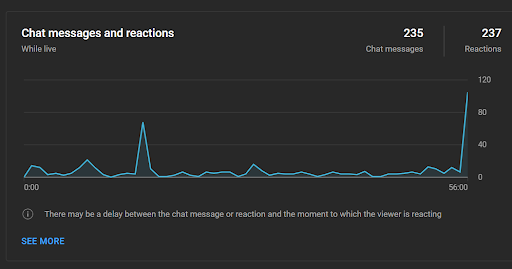 Chat messages and reactions
While live
235
Chat messages
237
Reactions
120
80
40
0
0:00
56:00
There may be a delay between the chat message or reaction and the moment to which the viewer is reacting
SEE MORE